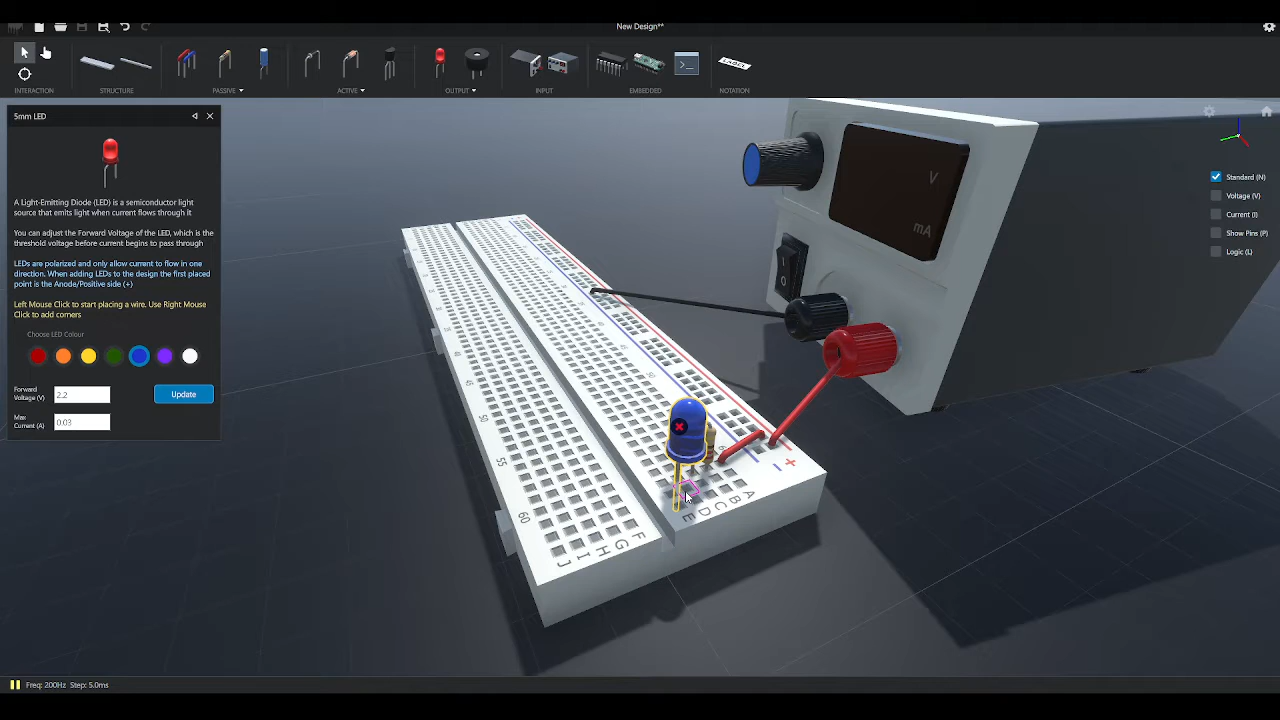 New Design**
INTERACTION
STRUCTURE
PASSIVE
ACTIVE
OUTPUT
INPUT
EMBEDDED
NOTATION
LABEL
5mm LED
A Light-Emitting Diode (LED) is a semiconductor light
source that emits light when current flows through it
You can adjust the Forward Voltage of the LED, which is the
threshold voltage before current begins to pass through
LEDs are polarized and only allow current to flow in one
direction. When adding LEDs to the design the first placed
point is the Anode/Positive side (+)
Left Mouse Click to start placing a wire. Use Right Mouse
Click to add corners
Choose LED Colour
Forward
Voltage (V)
2.2
Update
Max
Current (A)
0.03
Standard (N)
Voltage (V)
Current (I)
Show Pins (P)
Logic (L)
V
mA
45
50
50
55
60
A
B
C
D
E
F
G
H
I
J
+
-
Freq: 200Hz Step: 5.0ms